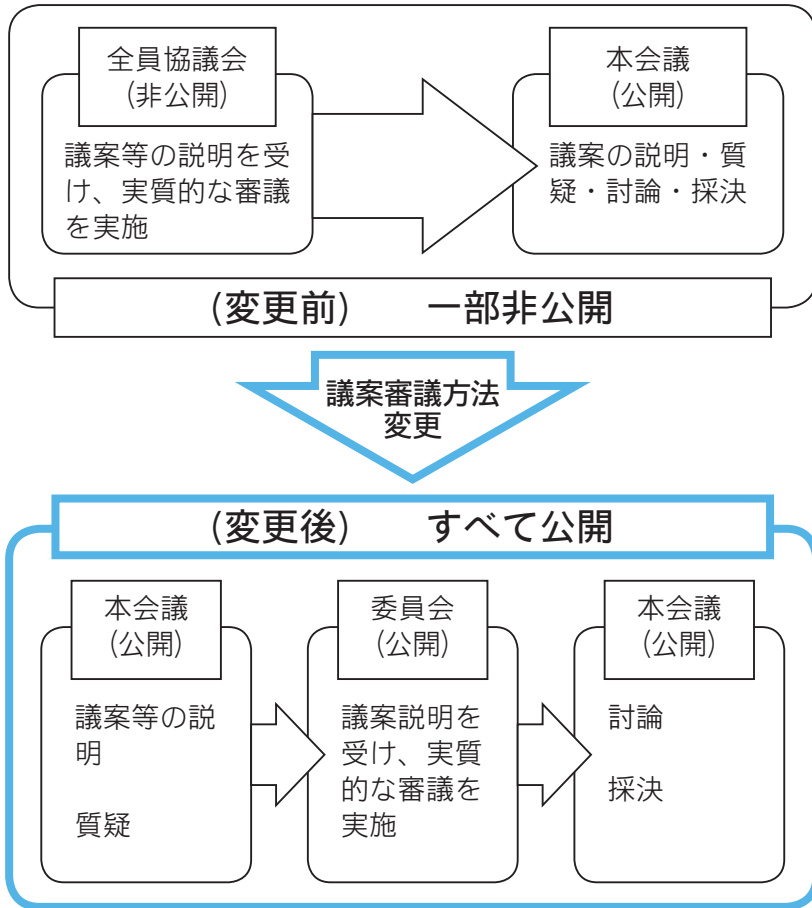 全員協議会
(非公開)
議案等の説明を受
け、実質的な審議
を実施
本会議
(公開)
議案の説明・質
疑・討論・採決
(変更前)　　一部非公開
議案審議方法
変更
(変更後)　　すべて公開
本会議
(公開)
議案等の説
明
質疑
委員会
(公開)
議案説明を
受け、実質
的な審議を
実施
本会議
(公開)
討論
採決